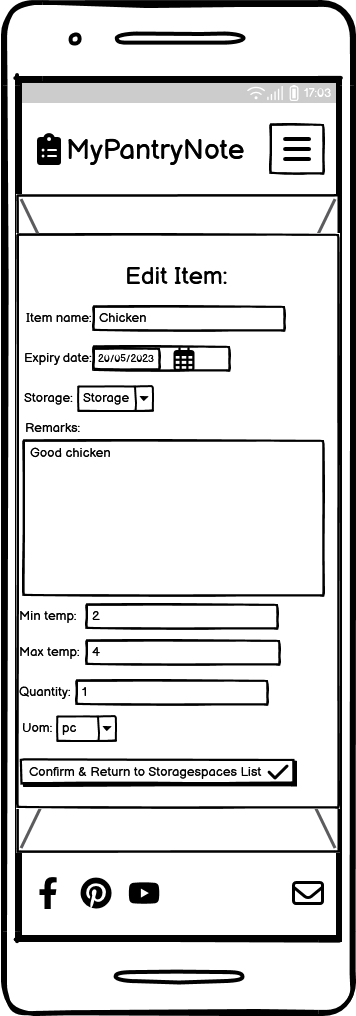 17:03
MyPantryNote
Edit Item:
Item name: Chicken
Expiry date: 20/05/2023
Storage: Storage
Remarks:
Good chicken
Min temp: 2
Max temp: 4
Quantity: 1
Uom: pc
Confirm & Return to Storagespaces List